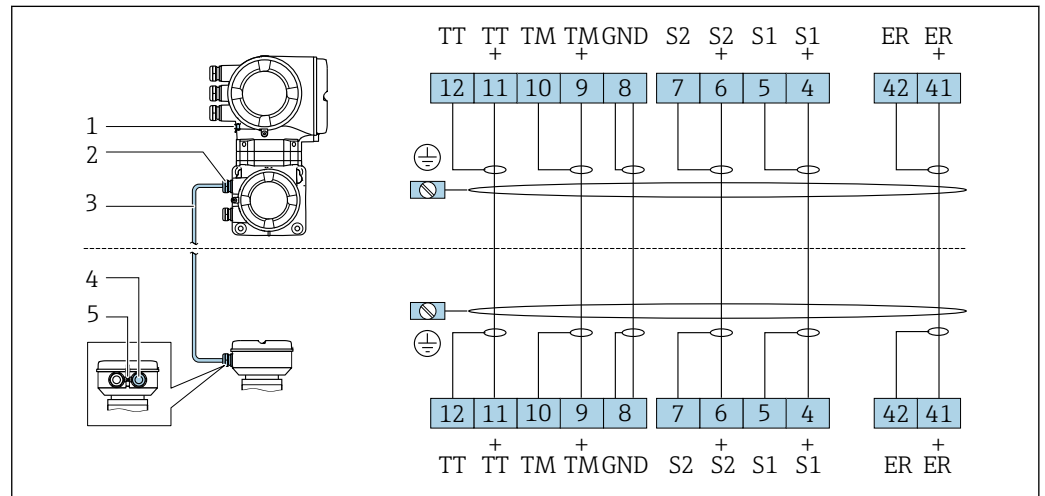 TT TT TM TM GND S2 S2 S1 S1 ER ER
+ + + + +
12 11 10 9 8 7 6 5 4 42 41
1
2
3
4
5
12 11 10 9 8 7 6 5 4 42 41
+ + + + +
TT TT TM TM GND S2 S2 S1 S1 ER ER